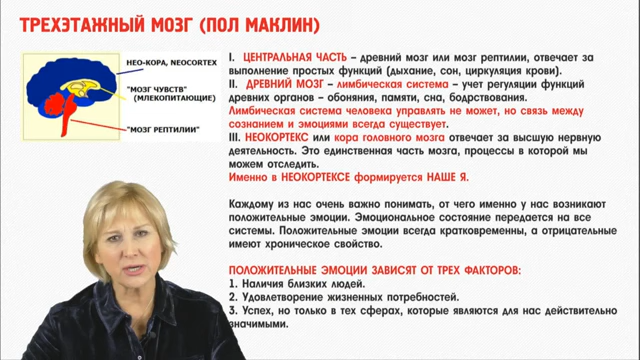 ТРЕХЭТАЖНЫЙ МОЗГ (ПОЛ МАКЛИН)
НЕО-КОРА, NEOCORTEX
"МОЗГ ЧУВСТВ"
(МЛЕКОПИТАЮЩИЕ)
"МОЗГ РЕПТИЛИИ"
I. ЦЕНТРАЛЬНАЯ ЧАСТЬ – древний мозг или мозг рептилии, отвечает за
выполнение простых функций (дыхание, сон, циркуляция крови).
II. ДРЕВНИЙ МОЗГ – лимбическая система – учет регуляции функций
древних органов – обоняния, памяти, сна, бодрствования.
Лимбическая система человека управлять не может, но связь между
сознанием и эмоциями всегда существует.
III. НЕОКОРТЕКС или кора головного мозга отвечает за высшую нервную
деятельность. Это единственная часть мозга, процессы в которой мы
можем отследить.
Именно в НЕОКОРТЕКСЕ формируется НАШЕ Я.
Каждому из нас очень важно понимать, от чего именно у нас возникают
положительные эмоции. Эмоциональное состояние передается на все
системы. Положительные эмоции всегда кратковременны, а отрицательные
имеют хроническое свойство.
ПОЛОЖИТЕЛЬНЫЕ ЭМОЦИИ ЗАВИСЯТ ОТ ТРЕХ ФАКТОРОВ:
1. Наличия близких людей.
2. Удовлетворение жизненных потребностей.
3. Успех, но только в тех сферах, которые являются для нас действительно
значимыми.